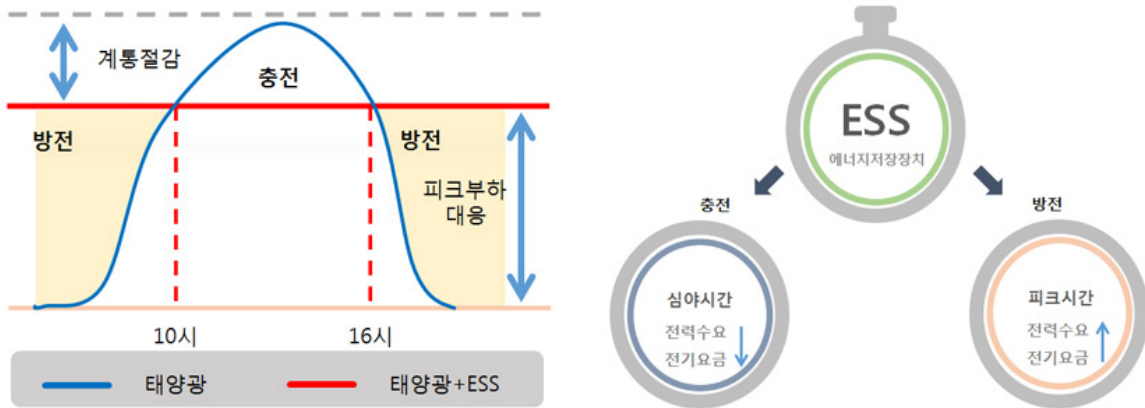 계통절감
충전
방전
방전
피크부하
대응
10시
16시
태양광
태양광+ESS
ESS
에너지저장장치
충전
방전
심야시간
전력수요
전기요금
피크시간
전력수요
전기요금